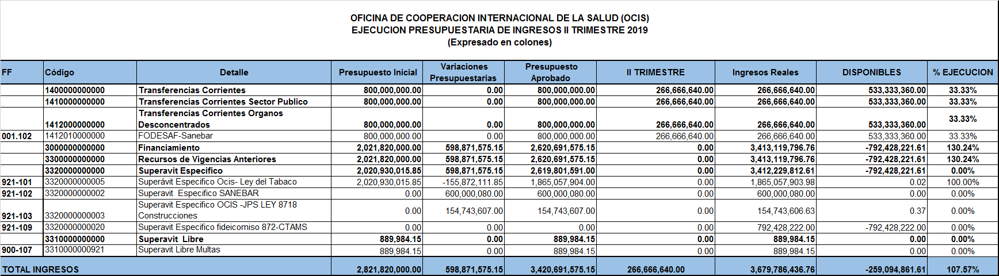 OFICINA DE COOPERACION INTERNACIONAL DE LA SALUD (OCIS)
EJECUCION PRESUPUESTARIA DE INGRESOS II TRIMESTRE 2019
(Expresado en colones)
FF Código Detalle Presupuesto Inicial Variaciones Presupuestarias Presupuesto Aprobado II TRIMESTRE Ingresos Reales DISPONIBLES % EJECUCION
1400000000000 Transferencias Corrientes 800,000,000.00 0.00 800,000,000.00 266,666,640.00 266,666,640.00 533,333,360.00 33.33%
1410000000000 Transferencias Corrientes Sector Publico 800,000,000.00 0.00 800,000,000.00 266,666,640.00 266,666,640.00 533,333,360.00 33.33%
Transferencias Corrientes Organos
1412000000000 Desconcentrados 800,000,000.00 0.00 800,000,000.00 266,666,640.00 266,666,640.00 533,333,360.00 33.33%
001.102 1412010000000 FODESAF-Sanebar 800,000,000.00 0.00 800,000,000.00 266,666,640.00 266,666,640.00 533,333,360.00 33.33%
3000000000000 Financiamiento 2,021,820,000.00 598,871,575.15 2,620,691,575.15 0.00 3,413,119,796.76 -792,428,221.61 130.24%
3300000000000 Recursos de Vigencias Anteriores 2,021,820,000.00 598,871,575.15 2,620,691,575.15 0.00 3,413,119,796.76 -792,428,221.61 130.24%
3320000000000 Superavit Especifico 2,020,930,015.85 598,871,575.15 2,619,801,591.00 0.00 3,412,229,812.61 -792,428,221.61 0.00%
921-101 3320000000005 Superávit Especifico Ocis- Ley del Tabaco 2,020,930,015.85 -155,872,111.85 1,865,057,904.00 0.00 1,865,057,903.98 0.02 100.00%
921-102 3320000000002 Superavit Especifico SANEBAR 0.00 600,000,080.00 600,000,080.00 0.00 600,000,080.00 0.00 0.00%
Superavit Especifico OCIS -JPS LEY 8718
921-103 3320000000003 Construcciones 0.00 154,743,607.00 154,743,607.00 0.00 154,743,606.63 0.37 0.00%
921-109 3320000000020 Superavit Especifico fideicomiso 872-CTAMS 0.00 0.00 0.00 0.00 792,428,222.00 -792,428,222.00 0.00%
3310000000000 Superavit Libre 889,984.15 0.00 889,984.15 0.00 889,984.15 0.00 0.00%
900-107 3310000000921 Superavit Libre Multas 889,984.15 0.00 889,984.15 0.00 889,984.15 0.00 0.00%
TOTAL INGRESOS 2,821,820,000.00 598,871,575.15 3,420,691,575.15 266,666,640.00 3,679,786,436.76 -259,094,861.61 107.57%